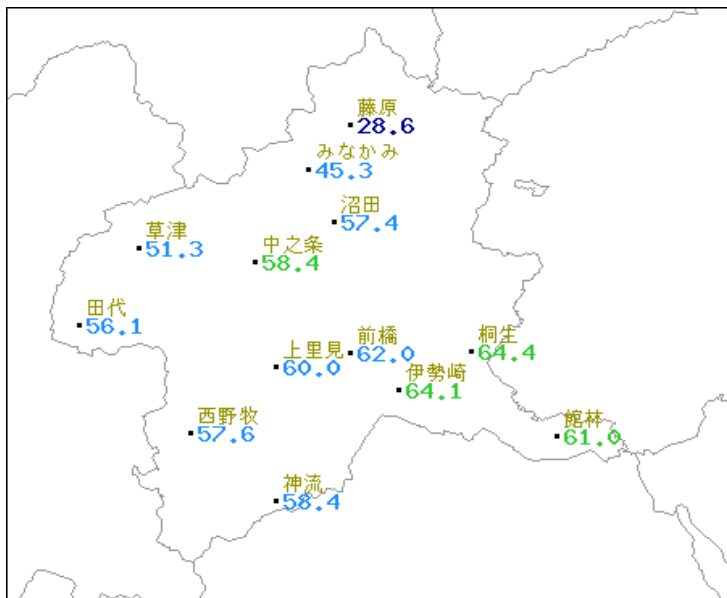 藤原
28.6
みなかみ
45.3
沼田
57.4
草津
51.3
中之条
58.4
田代
56.1
上里見
60.0
前橋
62.0
桐生
64.4
伊勢崎
64.1
西野牧
57.6
館林
61.0
神流
58.4